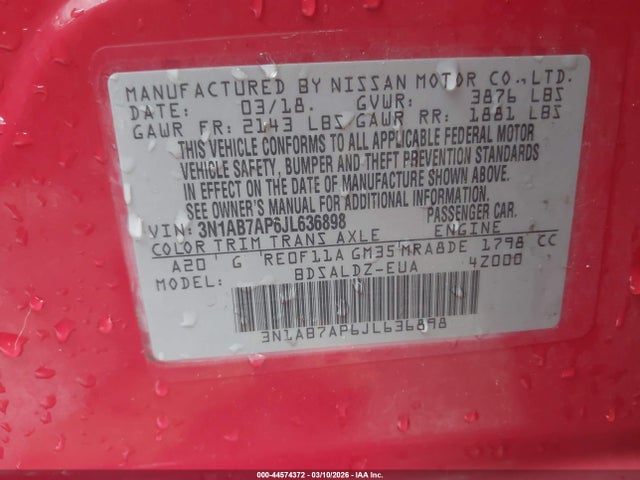 MANUFACTURED BY NISSAN MOTOR CO.,LTD.
DATE: 03/18. GVWR: 3876 LBS
GAWR FR: 2143 LBS GAWR RR: 1881 LBS
THIS VEHICLE CONFORMS TO ALL APPLICABLE FEDERAL MOTOR
VEHICLE SAFETY, BUMPER AND THEFT PREVENTION STANDARDS
IN EFFECT ON THE DATE OF MANUFACTURE SHOWN ABOVE.
SEE OWNER'S MANUAL FOR ADDITIONAL INFORMATION.
VIN: 3N1AB7AP6JL636898 PASSENGER CAR.
COLOR TRIM TRANS AXLE ENGINE
A20 G RE0F11A GM35 MRA8DE 1798 CC
MODEL: BDSALDZ-EUA 4Z000
3N1AB7AP6JL636898
000-44574372 - 03/10/2026 - IAA Inc.